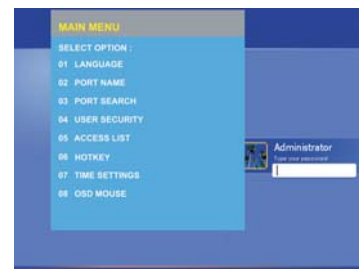 MAIN MENU
SELECT OPTION :
01 LANGUAGE
02 PORT NAME
03 PORT SEARCH
04 USER SECURITY
05 ACCESS LIST
06 HOTKEY
07 TIME SETTINGS
08 OSD MOUSE
Administrator
Type your password